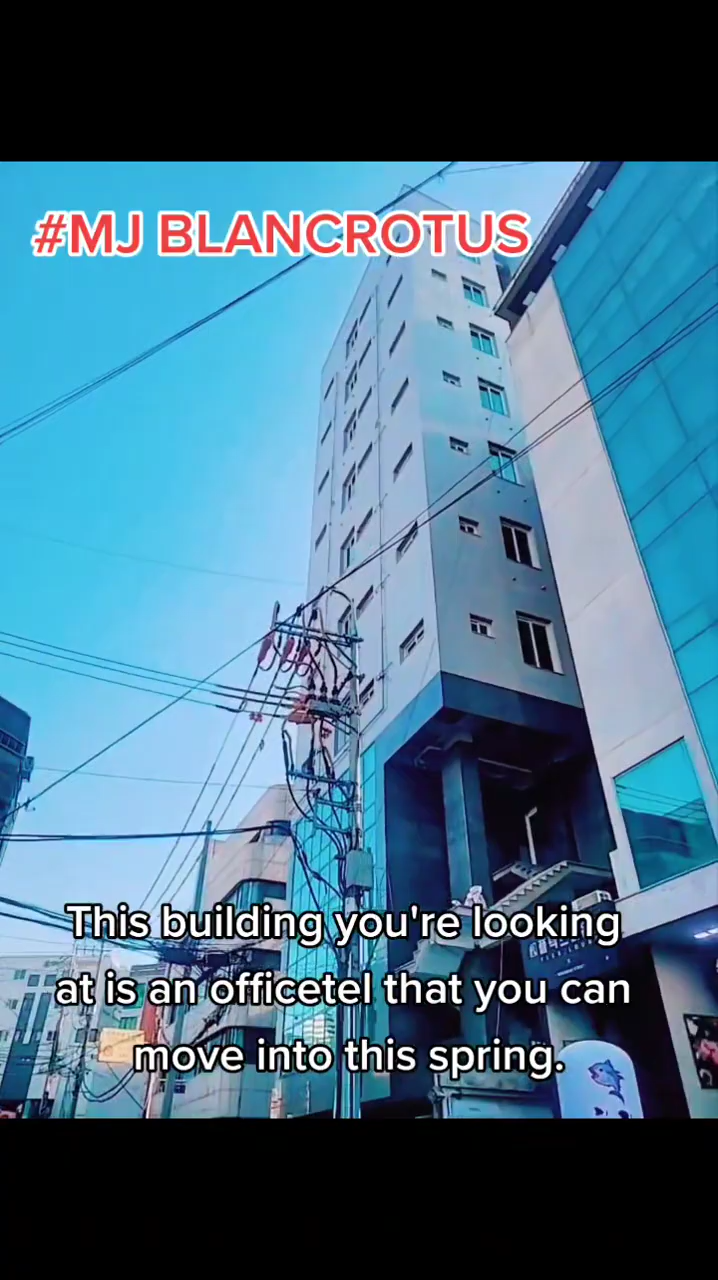 #MJ BLANCROTUS
This building you're looking
at is an officetel that you can
move into this spring.